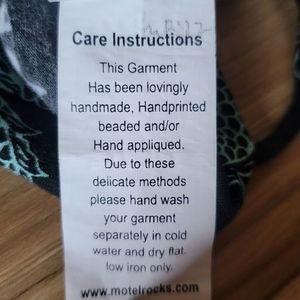 Care Instructions
This Garment
Has been lovingly
handmade, Handprinted
beaded and/or
Hand appliqued.
Due to these
delicate methods
please hand wash
your garment
separately in cold
water and dry flat.
low iron only.
www.motelrocks.com